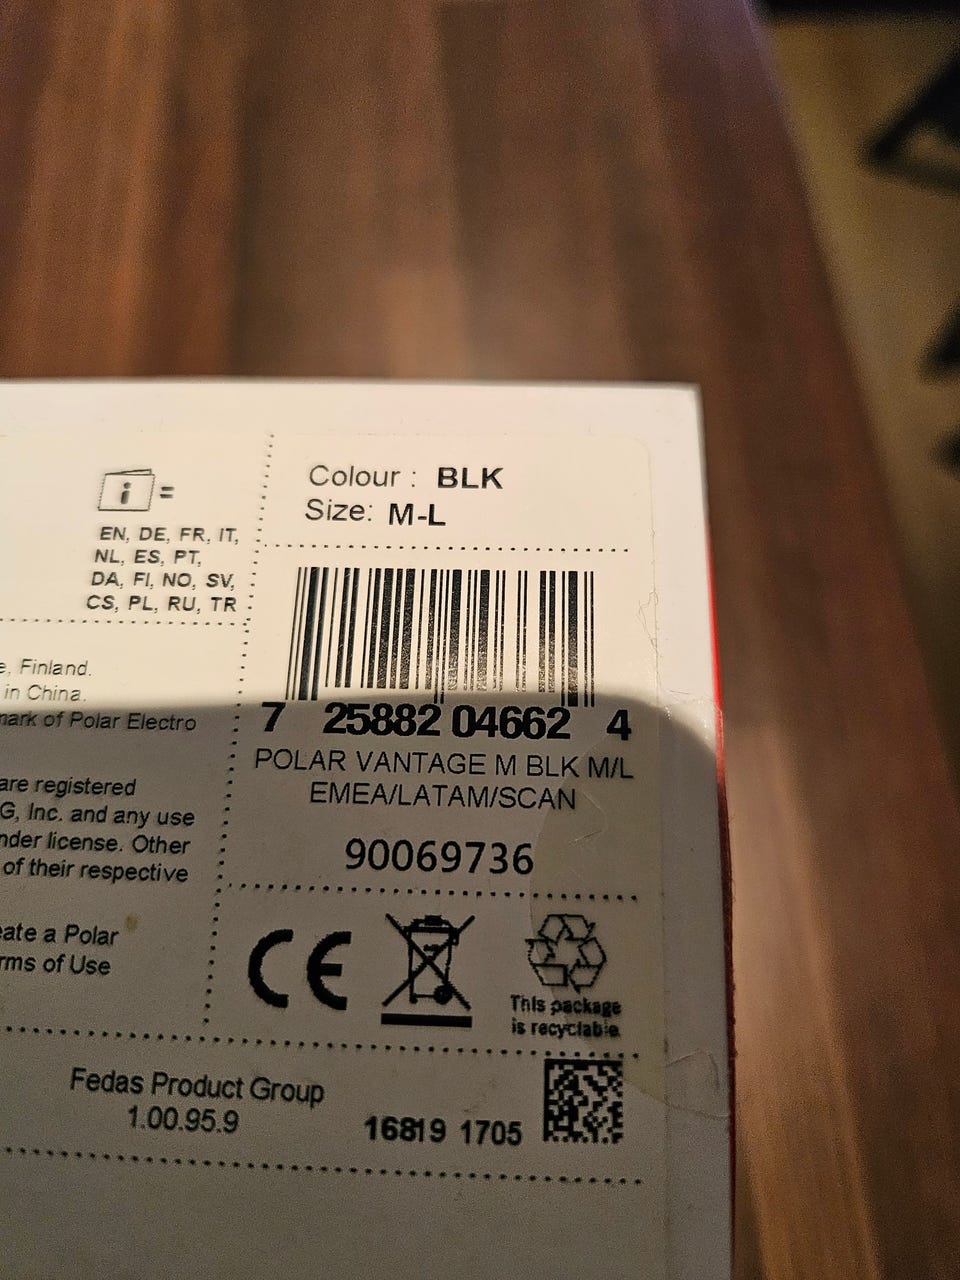 Colour : BLK
Size: M-L
i =
EN, DE, FR, IT,
NL, ES, PT,
DA, FI, NO, SV,
CS, PL, RU, TR
e, Finland.
in China.
mark of Polar Electro
are registered
G, Inc. and any use
nder license. Other
of their respective
eate a Polar
rms of Use
7 25882 04662 4
POLAR VANTAGE M BLK M/L
EMEA/LATAM/SCAN
90069736
CE
This package
is recyclable
Fedas Product Group
1.00.95.9
16819 1705